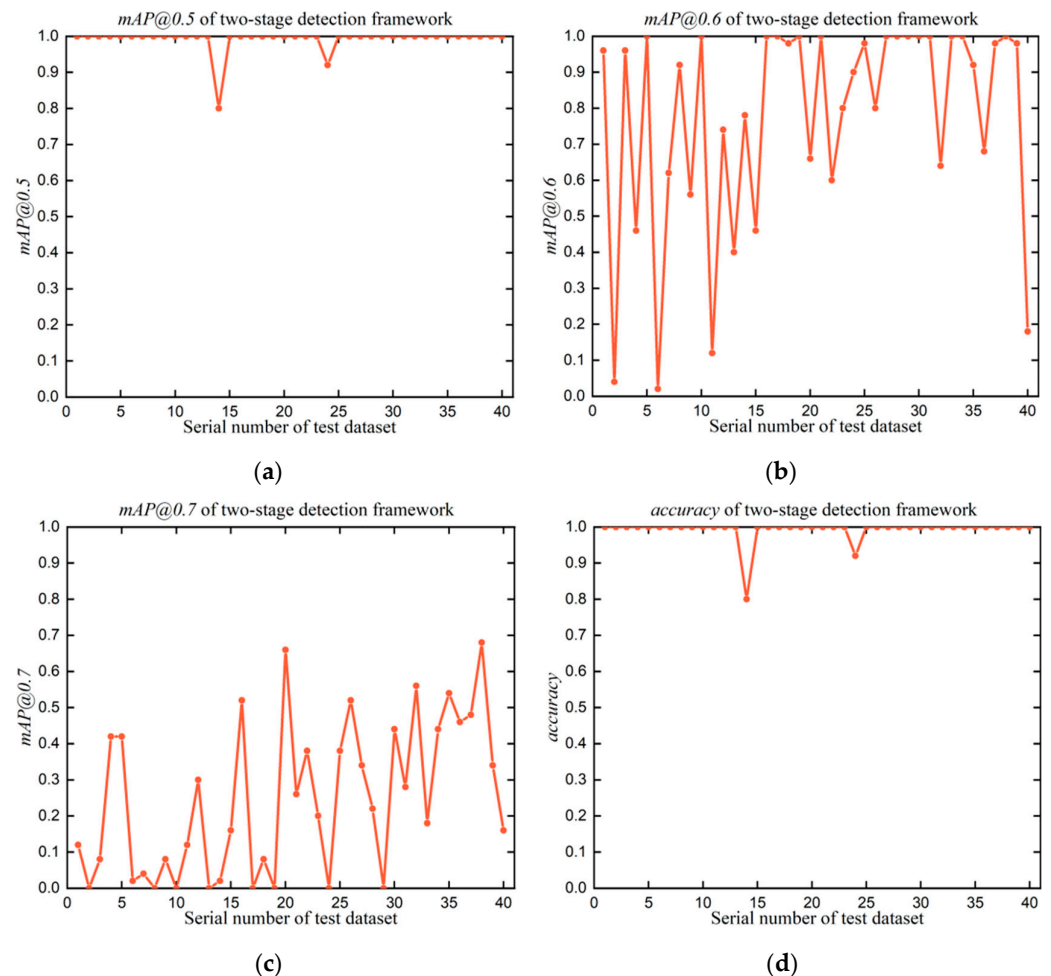 mAP@0.5 of two-stage detection framework
1.0
0.9
0.8
0.7
0.6
0.5
0.4
0.3
0.2
0.1
0.0
mAP@0.5
0 5 10 15 20 25 30 35 40
Serial number of test dataset
(a)
mAP@0.6 of two-stage detection framework
1.0
0.9
0.8
0.7
0.6
0.5
0.4
0.3
0.2
0.1
0.0
mAP@0.6
0 5 10 15 20 25 30 35 40
Serial number of test dataset
(b)
mAP@0.7 of two-stage detection framework
1.0
0.9
0.8
0.7
0.6
0.5
0.4
0.3
0.2
0.1
0.0
mAP@0.7
0 5 10 15 20 25 30 35 40
Serial number of test dataset
(c)
accuracy of two-stage detection framework
1.0
0.9
0.8
0.7
0.6
0.5
0.4
0.3
0.2
0.1
0.0
accuracy
0 5 10 15 20 25 30 35 40
Serial number of test dataset
(d)